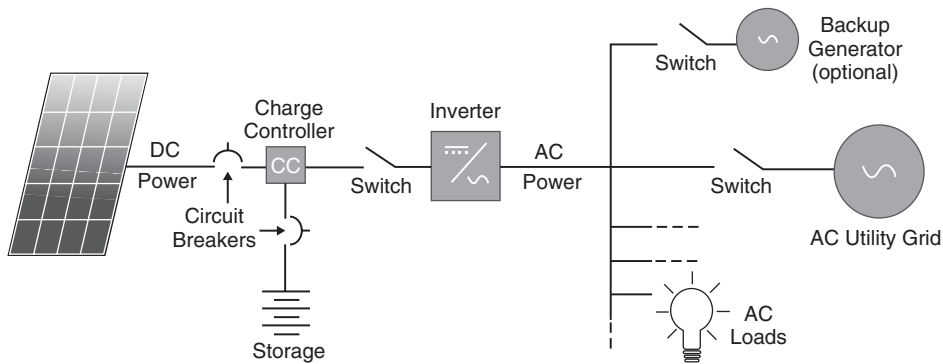 Backup
Generator
(optional)
Switch
Charge
Controller
Inverter
DC
Power
CC
Switch
AC
Power
Switch
Circuit
Breakers
AC Utility Grid
Storage
AC
Loads